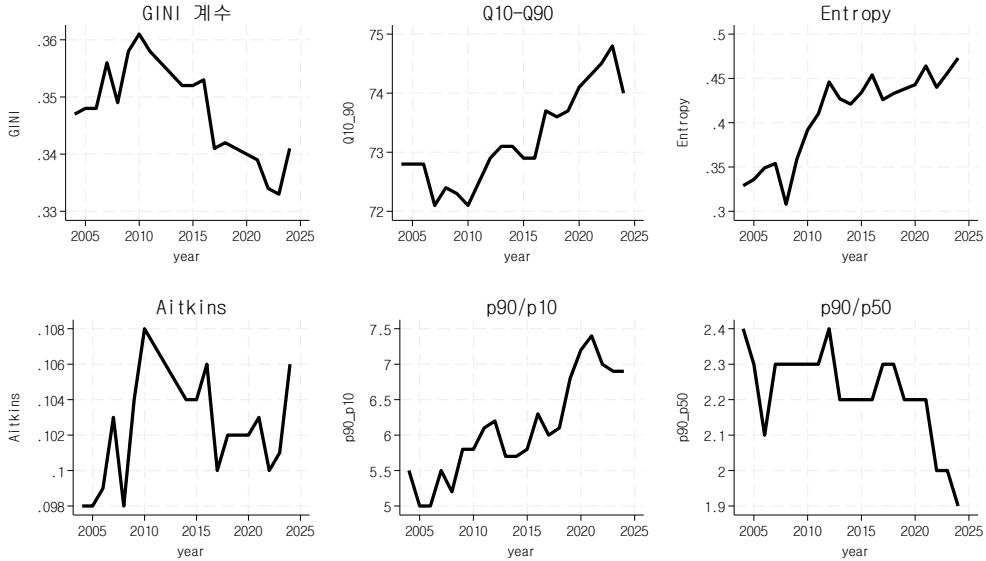 GINI 계수
GINI
.36
.35
.34
.33
2005 2010 2015 2020 2025
year
Q10-Q90
Q10_90
75
74
73
72
2005 2010 2015 2020 2025
year
Entropy
Entropy
.5
.45
.4
.35
.3
2005 2010 2015 2020 2025
year
Aitkins
Aitkins
.108
.106
.104
.102
.1
.098
2005 2010 2015 2020 2025
year
p90/p10
p90_p10
7.5
7
6.5
6
5.5
5
2005 2010 2015 2020 2025
year
p90/p50
p90_p50
2.4
2.3
2.2
2.1
2
1.9
2005 2010 2015 2020 2025
year